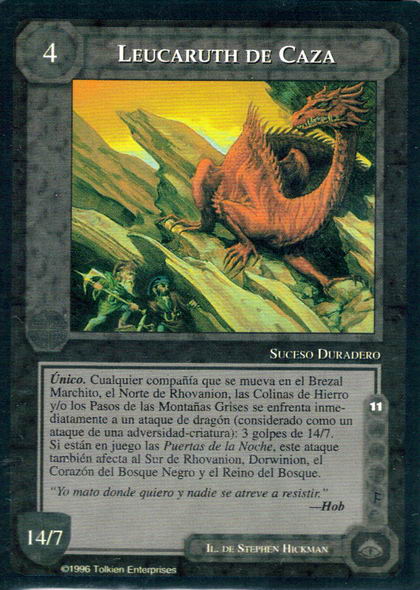 4
LEUCARUTH DE CAZA
SUCESO DURADERO
Único. Cualquier compañía que se mueva en el Brezal
Marchito, el Norte de Rhovanion, las Colinas de Hierro
y/o los Pasos de las Montañas Grises se enfrenta inme-
diatamente a un ataque de dragón (considerado como un
ataque de una adversidad-criatura): 3 golpes de 14/7.
Si están en juego las Puertas de la Noche, este ataque
también afecta al Sur de Rhovanion, Dorwinion, el
Corazón del Bosque Negro y el Reino del Bosque.
"Yo mato donde quiero y nadie se atreve a resistir."
—Hob
11
14/7
IL. DE STEPHEN HICKMAN
©1996 Tolkien Enterprises